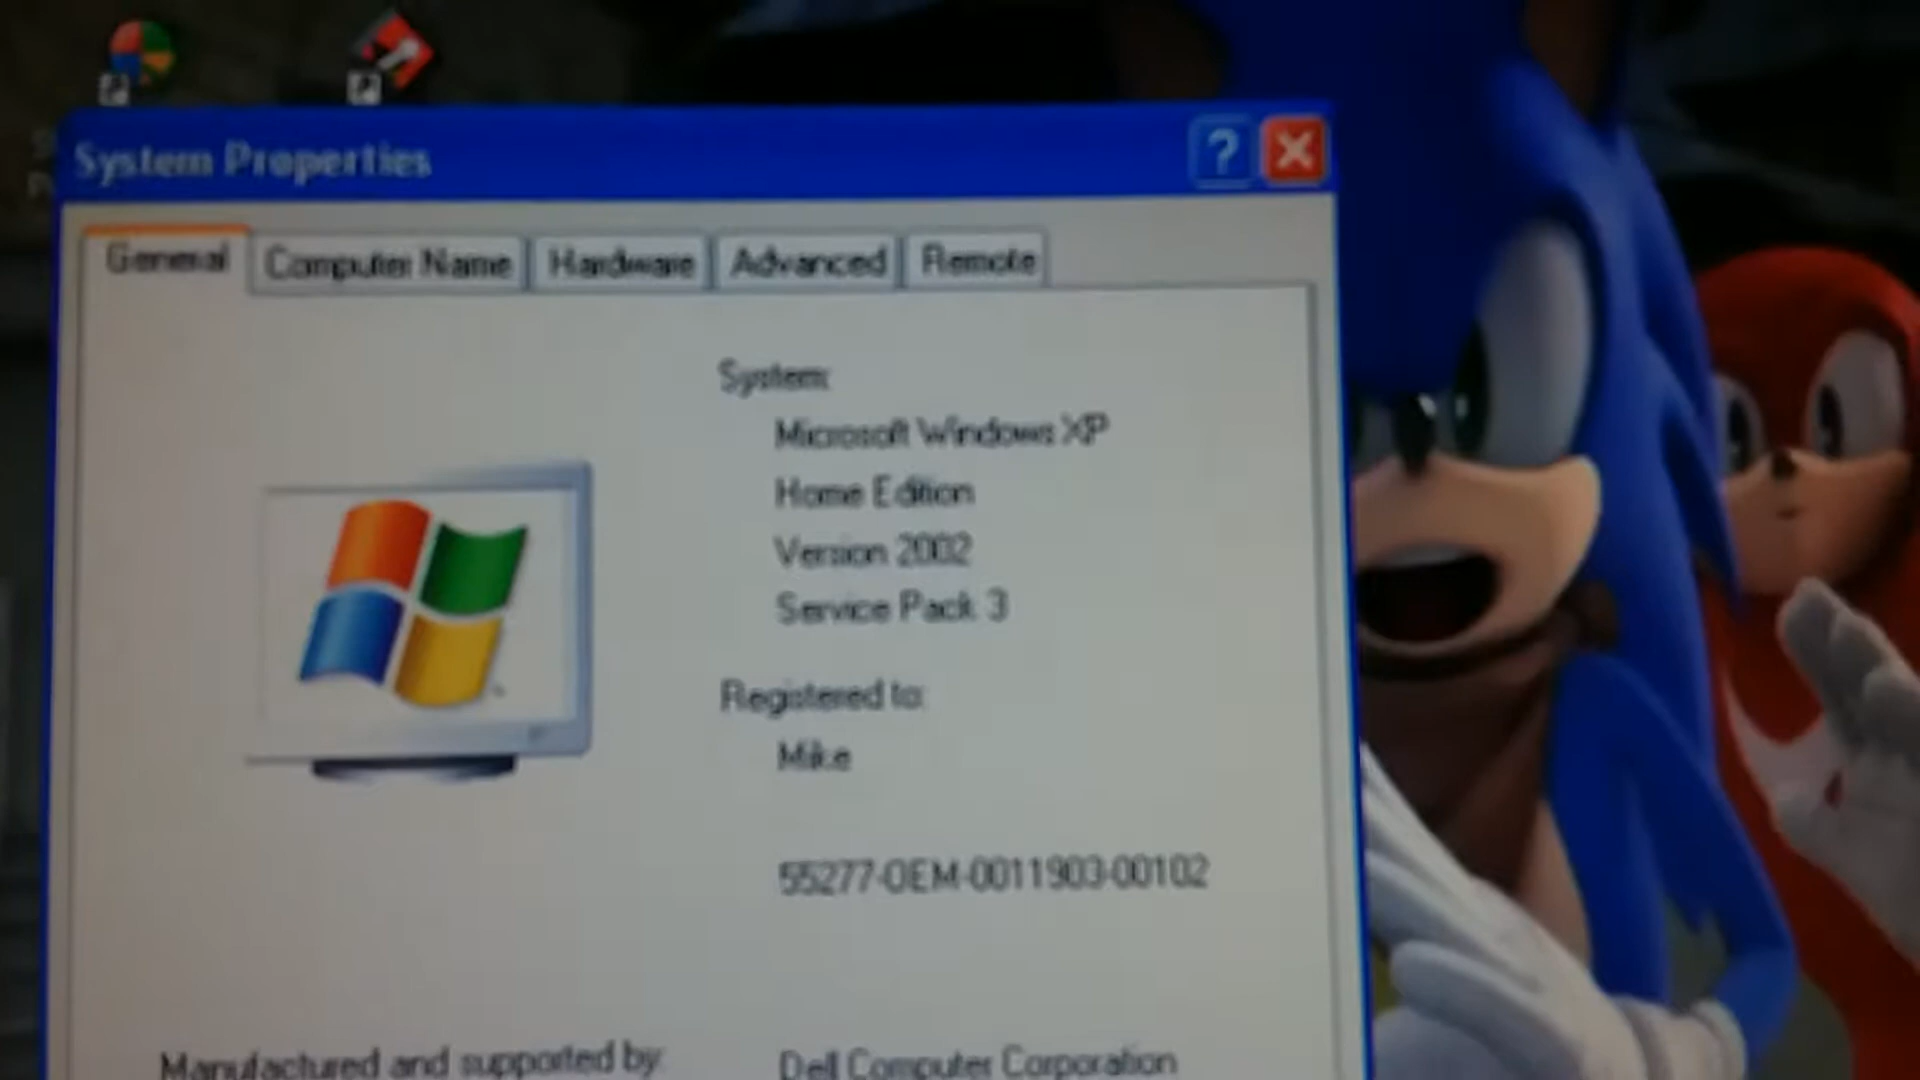 System Properties
?
General Computer Name Hardware Advanced Remote
System:
Microsoft Windows XP
Home Edition
Version 2002
Service Pack 3
Registered to:
Mike
55277-OEM-0011903-00102
Manufactured and supported by:
Dell Computer Corporation